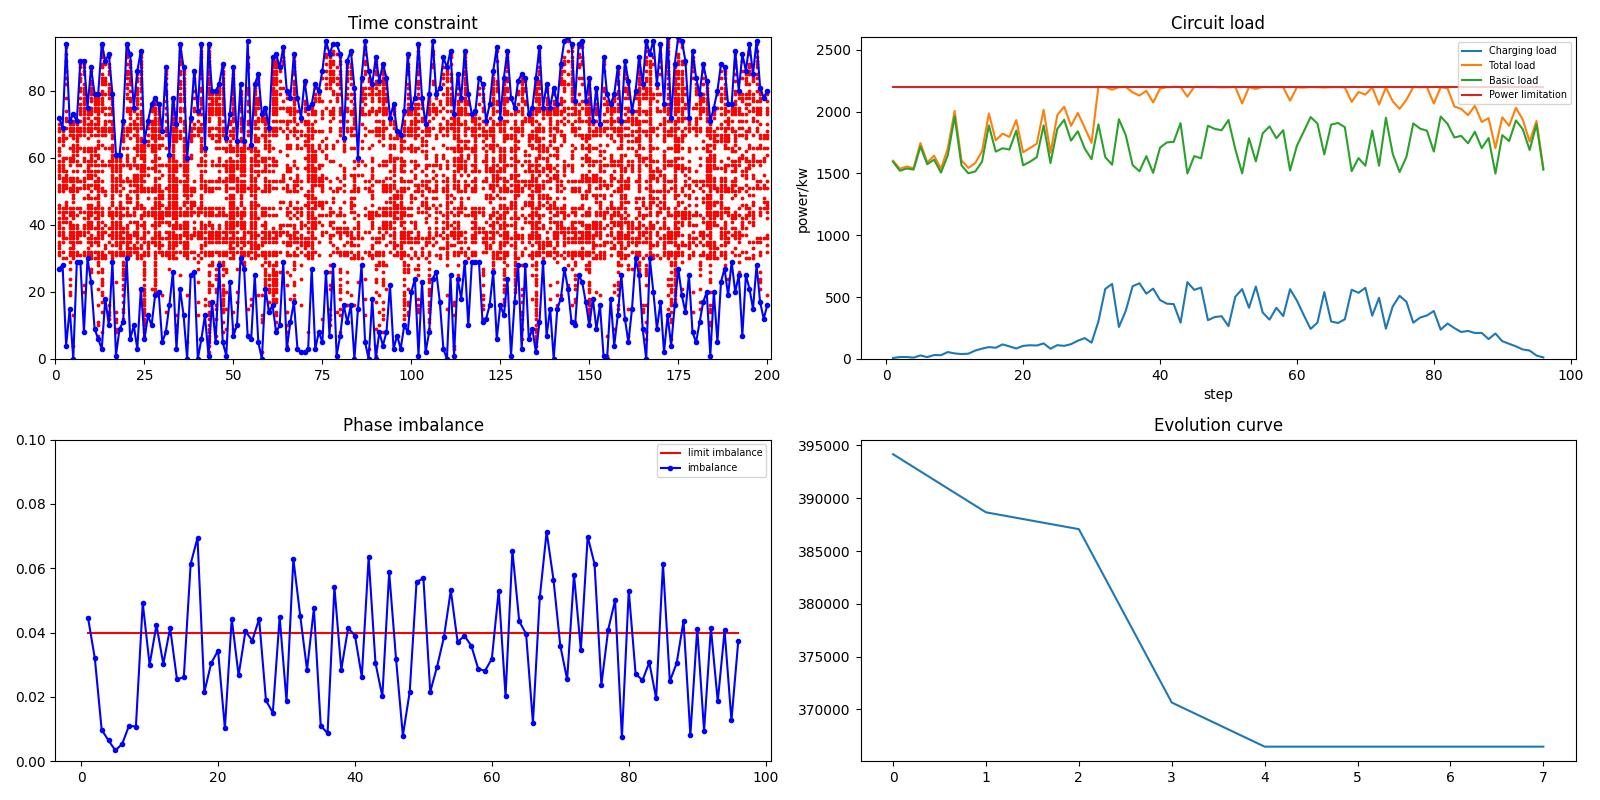 Time constraint
80
60
40
20
0
0 25 50 75 100 125 150 175 200
Circuit load
2500
2000
1500
1000
500
0
power/kw
Charging load
Total load
Basic load
Power limitation
0 20 40 60 80 100
step
Phase imbalance
0.10
0.08
0.06
0.04
0.02
0.00
limit imbalance
imbalance
0 20 40 60 80 100
Evolution curve
395000
390000
385000
380000
375000
370000
0 1 2 3 4 5 6 7